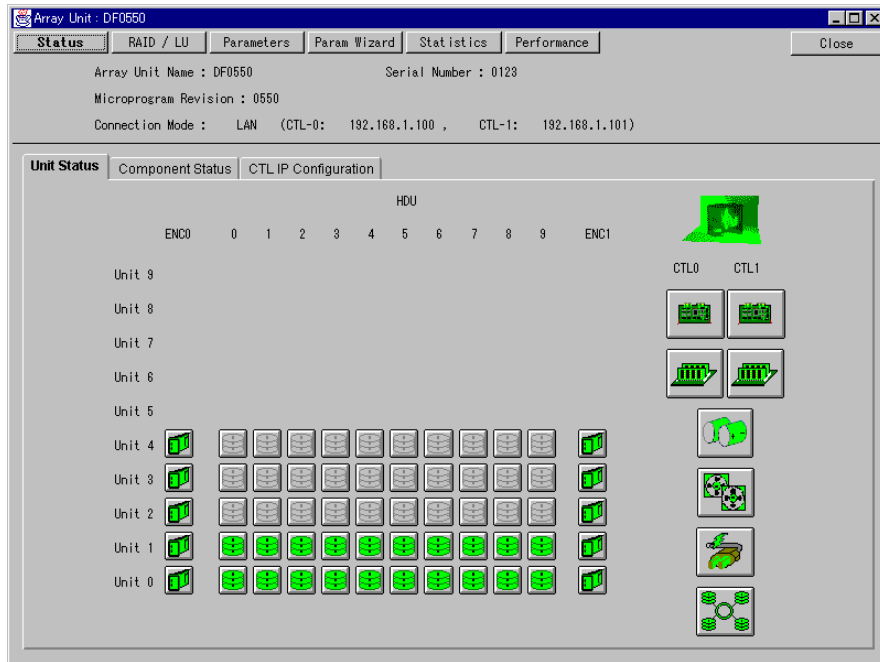 Array Unit : DF0550
Status RAID / LU Parameters Param Wizard Statistics Performance Close
Array Unit Name : DF0550 Serial Number : 0123
Microprogram Revision : 0550
Connection Mode : LAN (CTL-0: 192.168.1.100 , CTL-1: 192.168.1.101)
Unit Status Component Status CTL IP Configuration
HDU
ENC0 0 1 2 3 4 5 6 7 8 9 ENC1
CTL0 CTL1
Unit 9
Unit 8
Unit 7
Unit 6
Unit 5
Unit 4
Unit 3
Unit 2
Unit 1
Unit 0